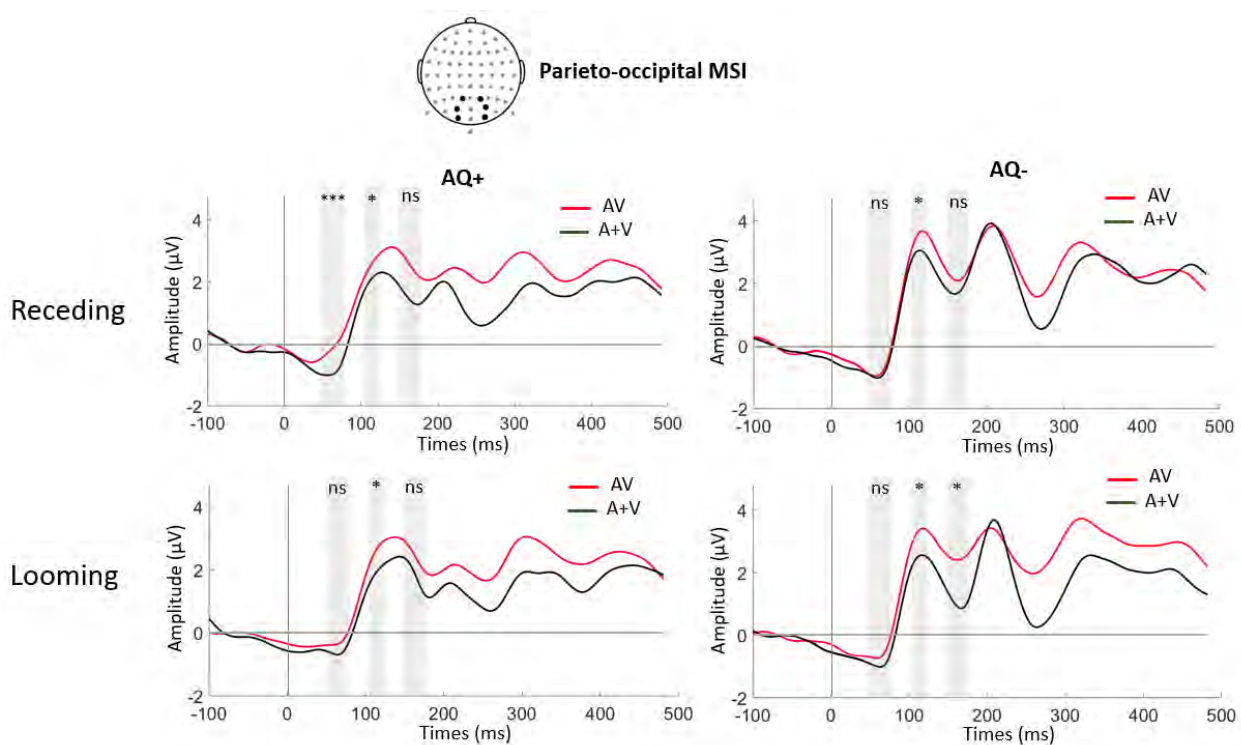 Parieto-occipital MSI
AQ+
AQ-
Receding
*** * ns
AV
A+V
Amplitude (µV)
4
2
0
-2
-100 0 100 200 300 400 500
Times (ms)
ns * ns
AV
A+V
Amplitude (µV)
4
2
0
-2
-100 0 100 200 300 400 500
Times (ms)
Looming
ns * ns
AV
A+V
Amplitude (µV)
4
2
0
-2
-100 0 100 200 300 400 500
Times (ms)
ns * *
AV
A+V
Amplitude (µV)
4
2
0
-2
-100 0 100 200 300 400 500
Times (ms)